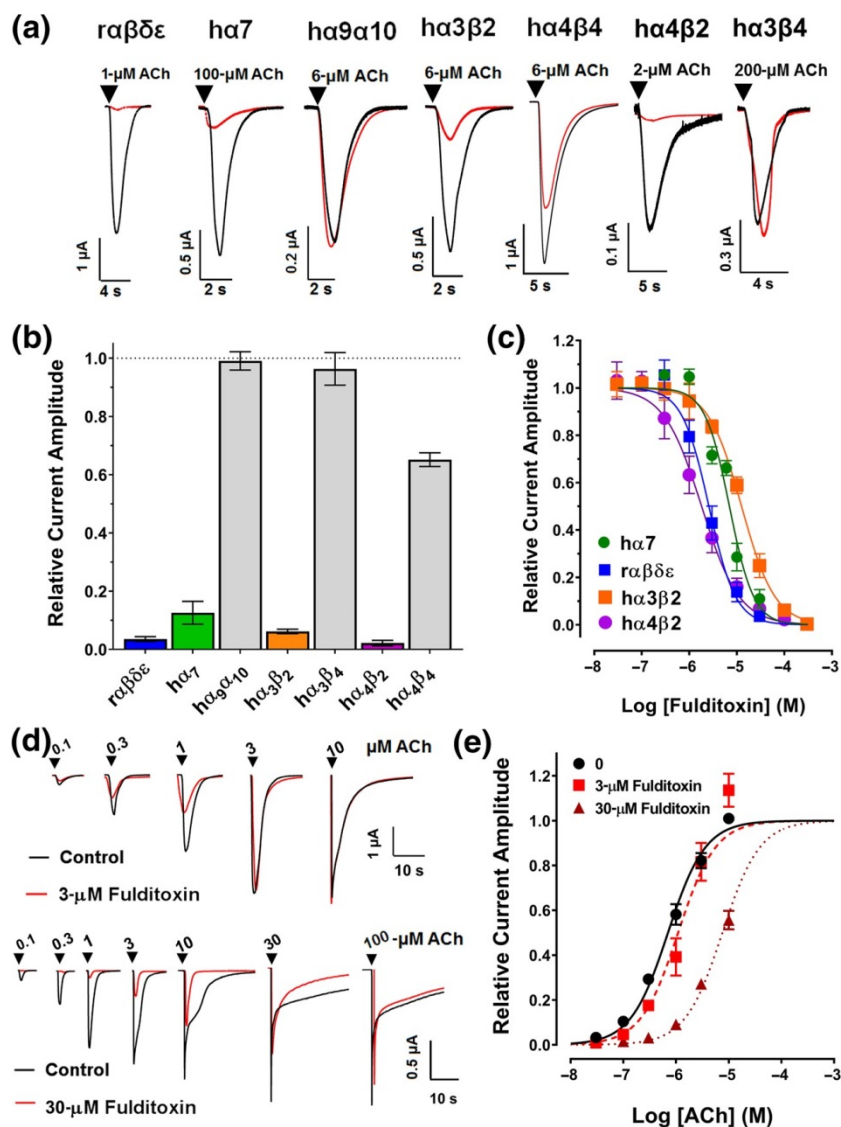 (a)
rαβδε hα7 hα9α10 hα3β2 hα4β4 hα4β2 hα3β4
1-µM ACh 100-µM ACh 6-µM ACh 6-µM ACh 6-µM ACh 2-µM ACh 200-µM ACh
1 µA 0.5 µA 0.2 µA 0.5 µA 1 µA 0.1 µA 0.3 µA
4 s 2 s 2 s 2 s 5 s 5 s 4 s
(b)
Relative Current Amplitude
1.0
0.8
0.6
0.4
0.2
0.0
rαβδε hα7 hα9α10 hα3β2 hα3β4 hα4β2 hα4β4
(c)
Relative Current Amplitude
1.2
1.0
0.8
0.6
0.4
0.2
0.0
hα7
rαβδε
hα3β2
hα4β2
−8 −7 −6 −5 −4 −3
Log [Fulditoxin] (M)
(d)
0.1 0.3 1 3 10 µM ACh
1 µA
10 s
Control
3-µM Fulditoxin
0.1 0.3 1 3 10 30 100-µM ACh
0.5 µA
10 s
Control
30-µM Fulditoxin
(e)
Relative Current Amplitude
0
3-µM Fulditoxin
30-µM Fulditoxin
1.2
1.0
0.8
0.6
0.4
0.2
0.0
−8 −7 −6 −5 −4 −3
Log [ACh] (M)